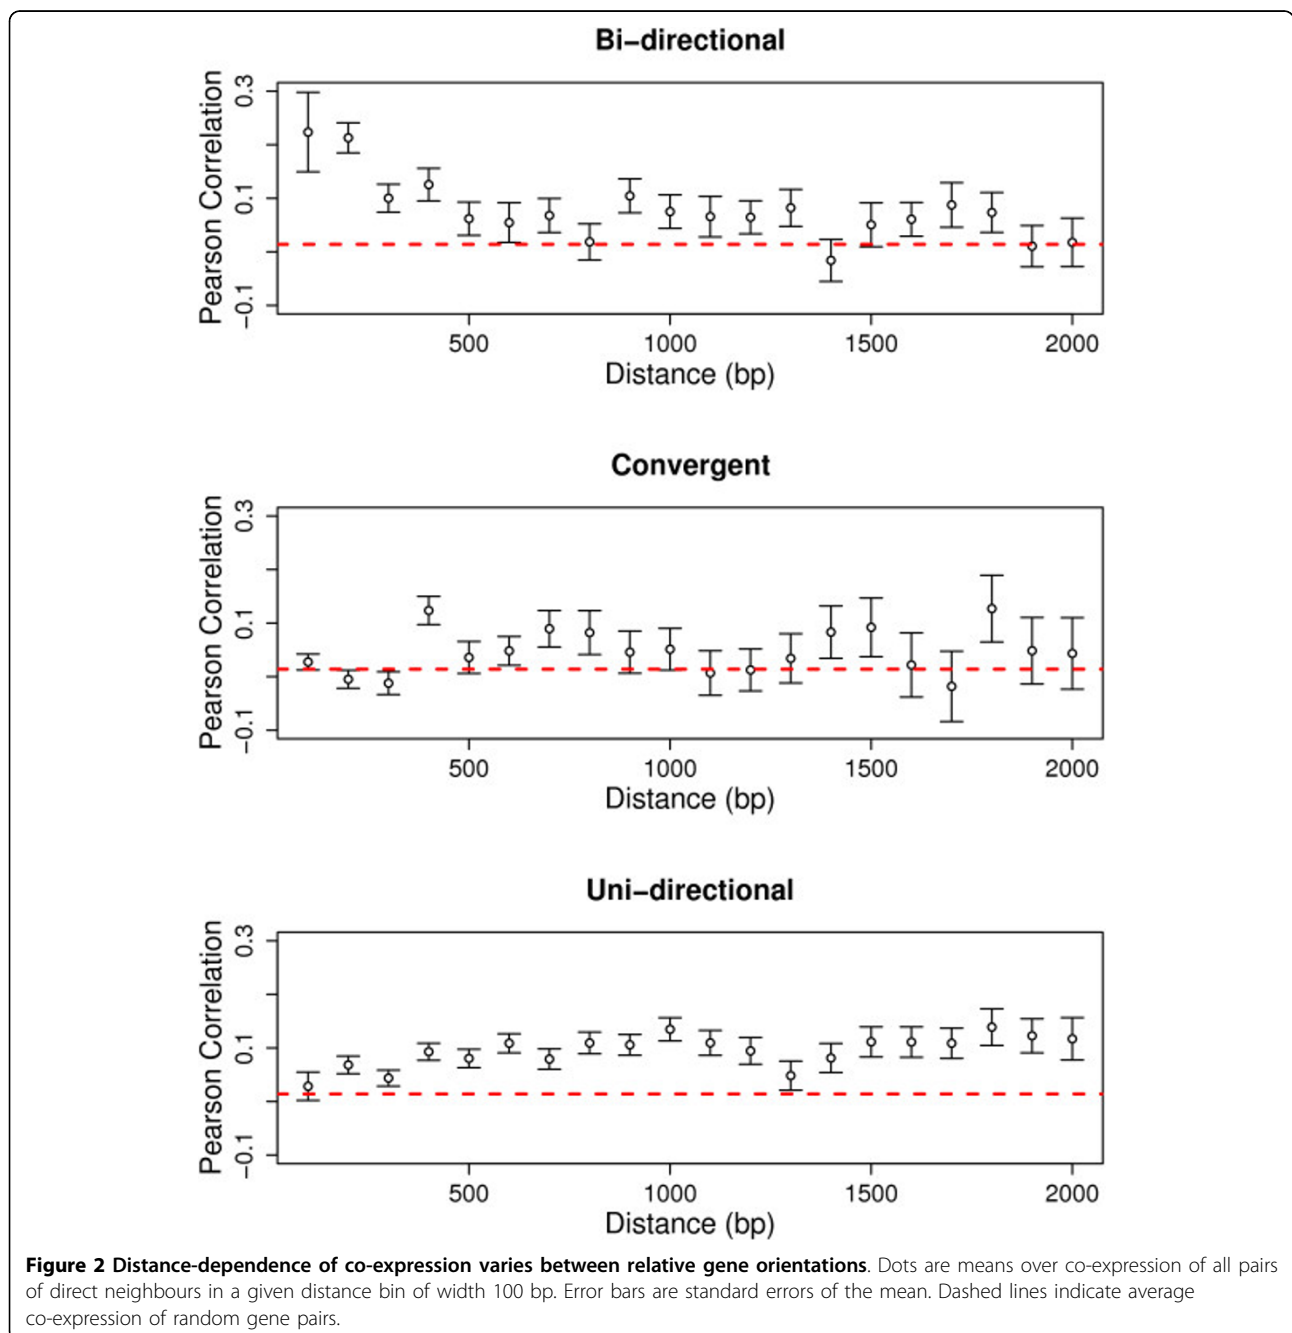 Bi−directional
Pearson Correlation
0.3
0.1
−0.1
500 1000 1500 2000
Distance (bp)
Convergent
Pearson Correlation
0.3
0.1
−0.1
500 1000 1500 2000
Distance (bp)
Uni−directional
Pearson Correlation
0.3
0.1
−0.1
500 1000 1500 2000
Distance (bp)
Figure 2 Distance-dependence of co-expression varies between relative gene orientations. Dots are means over co-expression of all pairs
of direct neighbours in a given distance bin of width 100 bp. Error bars are standard errors of the mean. Dashed lines indicate average
co-expression of random gene pairs.